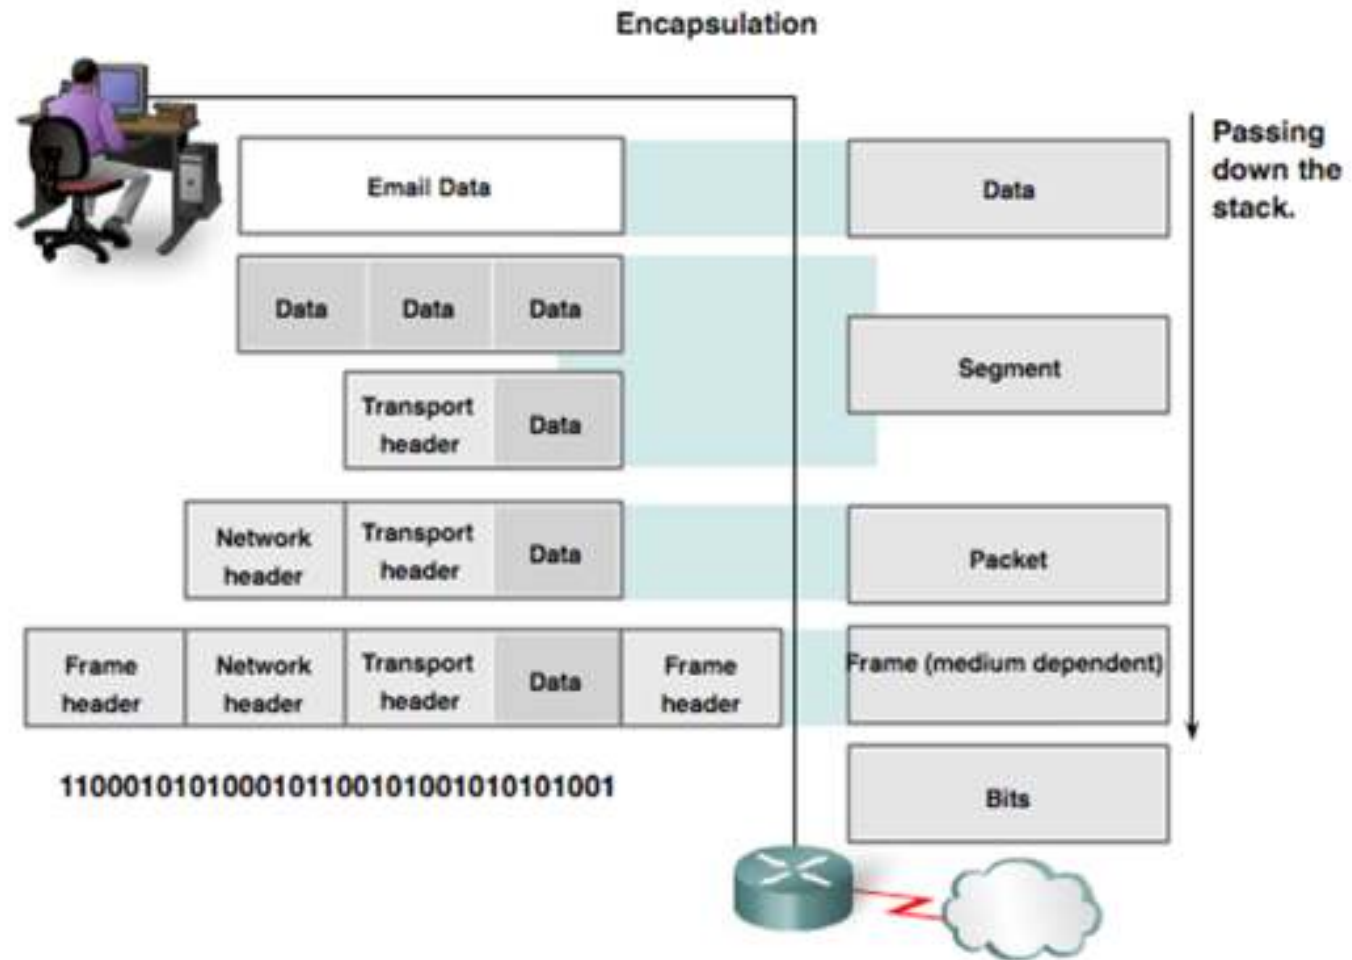 Encapsulation
Passing
down the
stack.
Email Data
Data
Data
Data
Data
Segment
Transport
header
Data
Network
header
Transport
header
Data
Packet
Frame
header
Network
header
Transport
header
Data
Frame
header
Frame (medium dependent)
1100010101000101100101001010101001
Bits